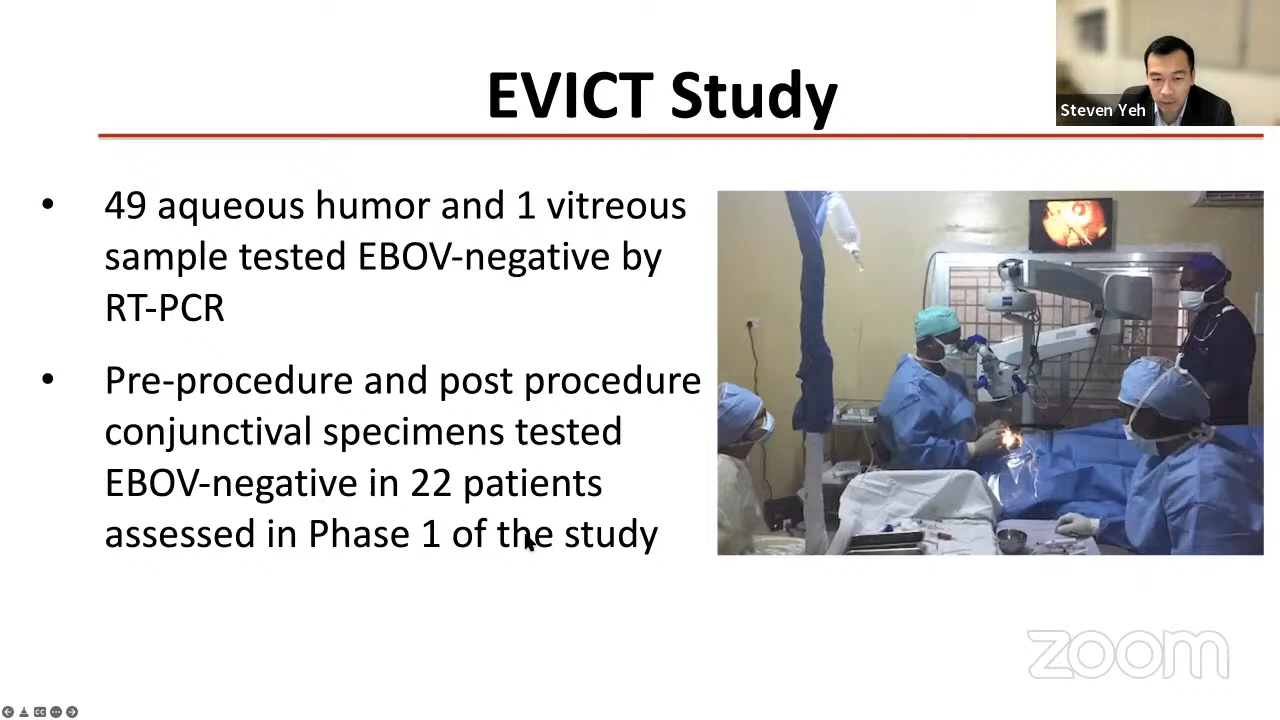 EVICT Study
Steven Yeh
• 49 aqueous humor and 1 vitreous
sample tested EBOV-negative by
RT-PCR
• Pre-procedure and post procedure
conjunctival specimens tested
EBOV-negative in 22 patients
assessed in Phase 1 of the study
zoom